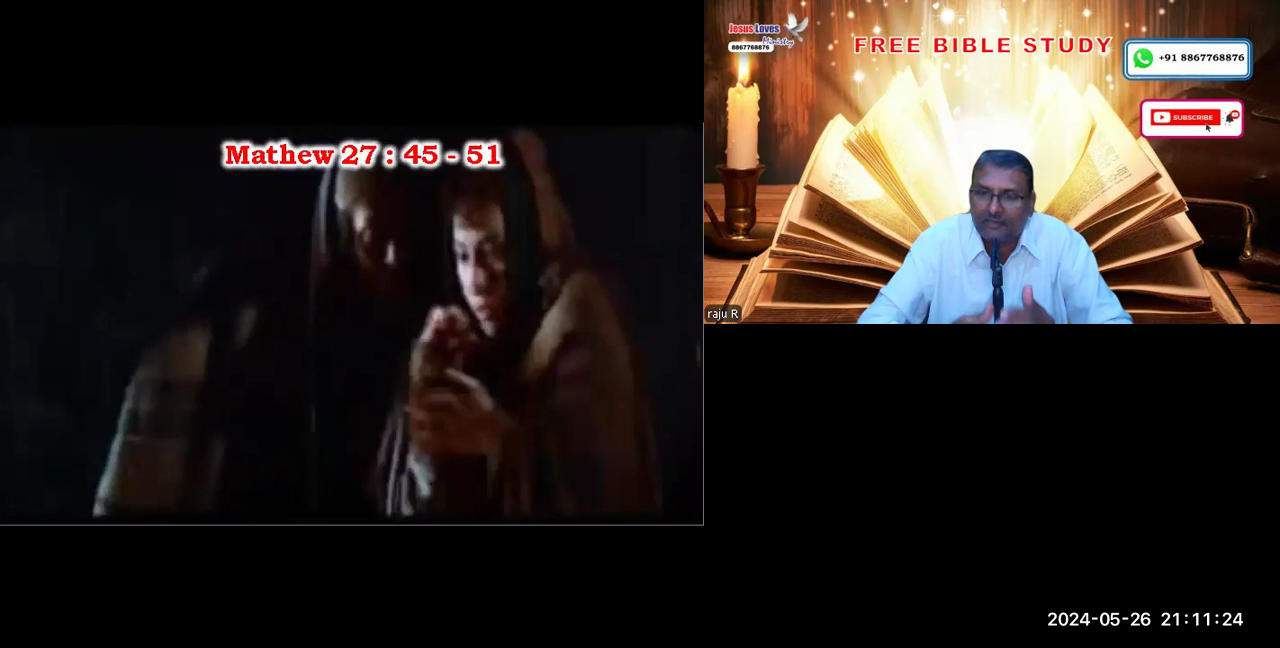 Mathew 27 : 45 - 51
Jesus Loves
Ministry
8867768876
FREE BIBLE STUDY
+91 8867768876
SUBSCRIBE
raju R
2024-05-26 21:11:24